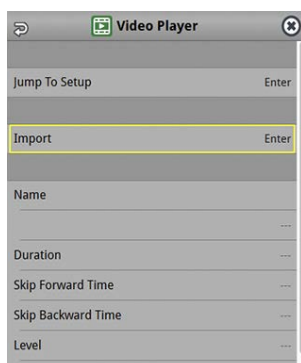 Video Player
Jump To Setup Enter
Import Enter
Name
---
Duration ---
Skip Forward Time ---
Skip Backward Time ---
Level ---